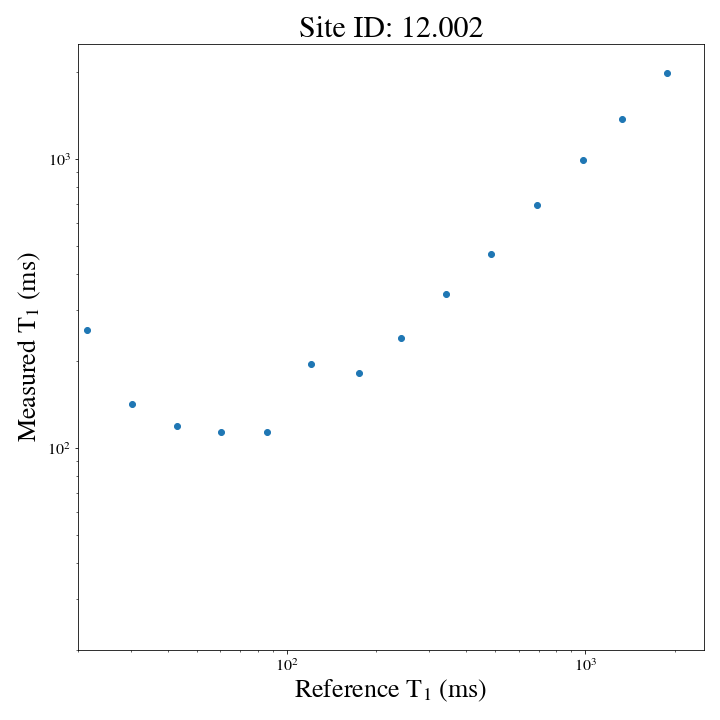 Site ID: 12.002
Measured T₁ (ms)
10³
10²
10² 10³
Reference T₁ (ms)